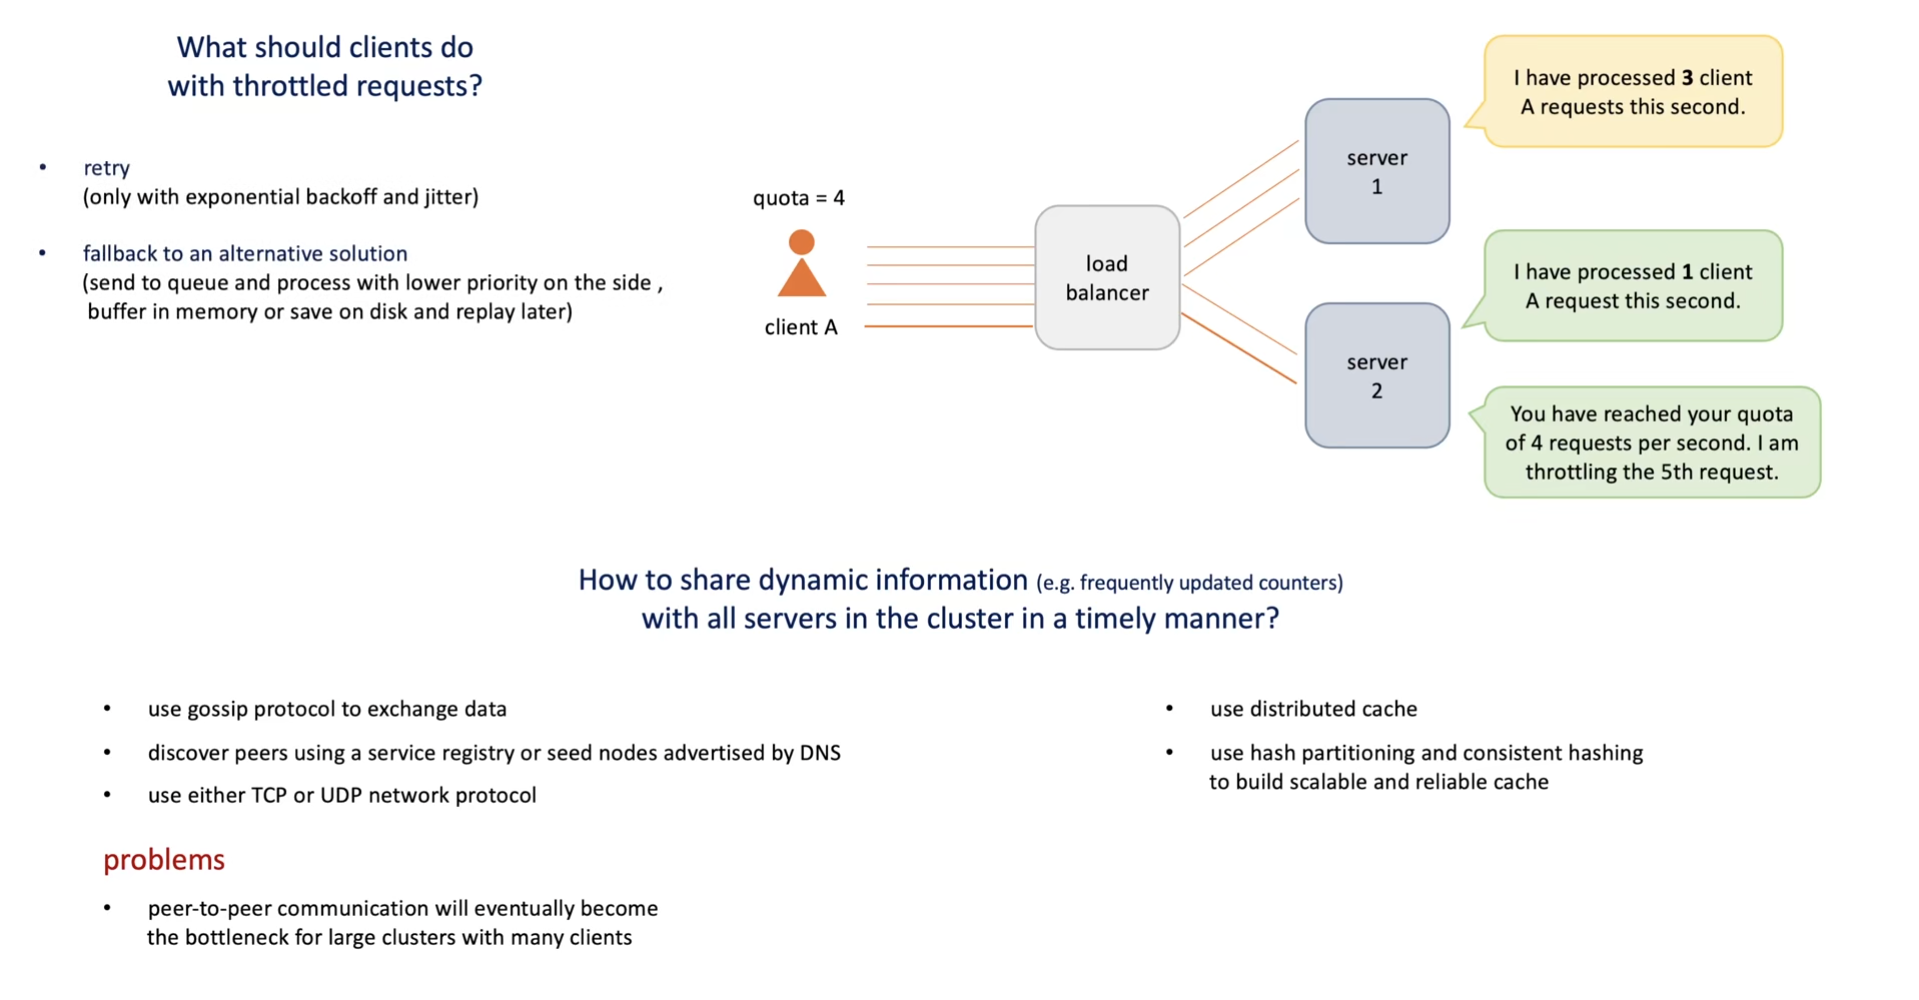 What should clients do
with throttled requests?
• retry
(only with exponential backoff and jitter)
• fallback to an alternative solution
(send to queue and process with lower priority on the side ,
buffer in memory or save on disk and replay later)
quota = 4
client A
load
balancer
server
1
server
2
I have processed 3 client
A requests this second.
I have processed 1 client
A request this second.
You have reached your quota
of 4 requests per second. I am
throttling the 5th request.
How to share dynamic information (e.g. frequently updated counters)
with all servers in the cluster in a timely manner?
• use gossip protocol to exchange data
• discover peers using a service registry or seed nodes advertised by DNS
• use either TCP or UDP network protocol
problems
• peer-to-peer communication will eventually become
the bottleneck for large clusters with many clients
• use distributed cache
• use hash partitioning and consistent hashing
to build scalable and reliable cache